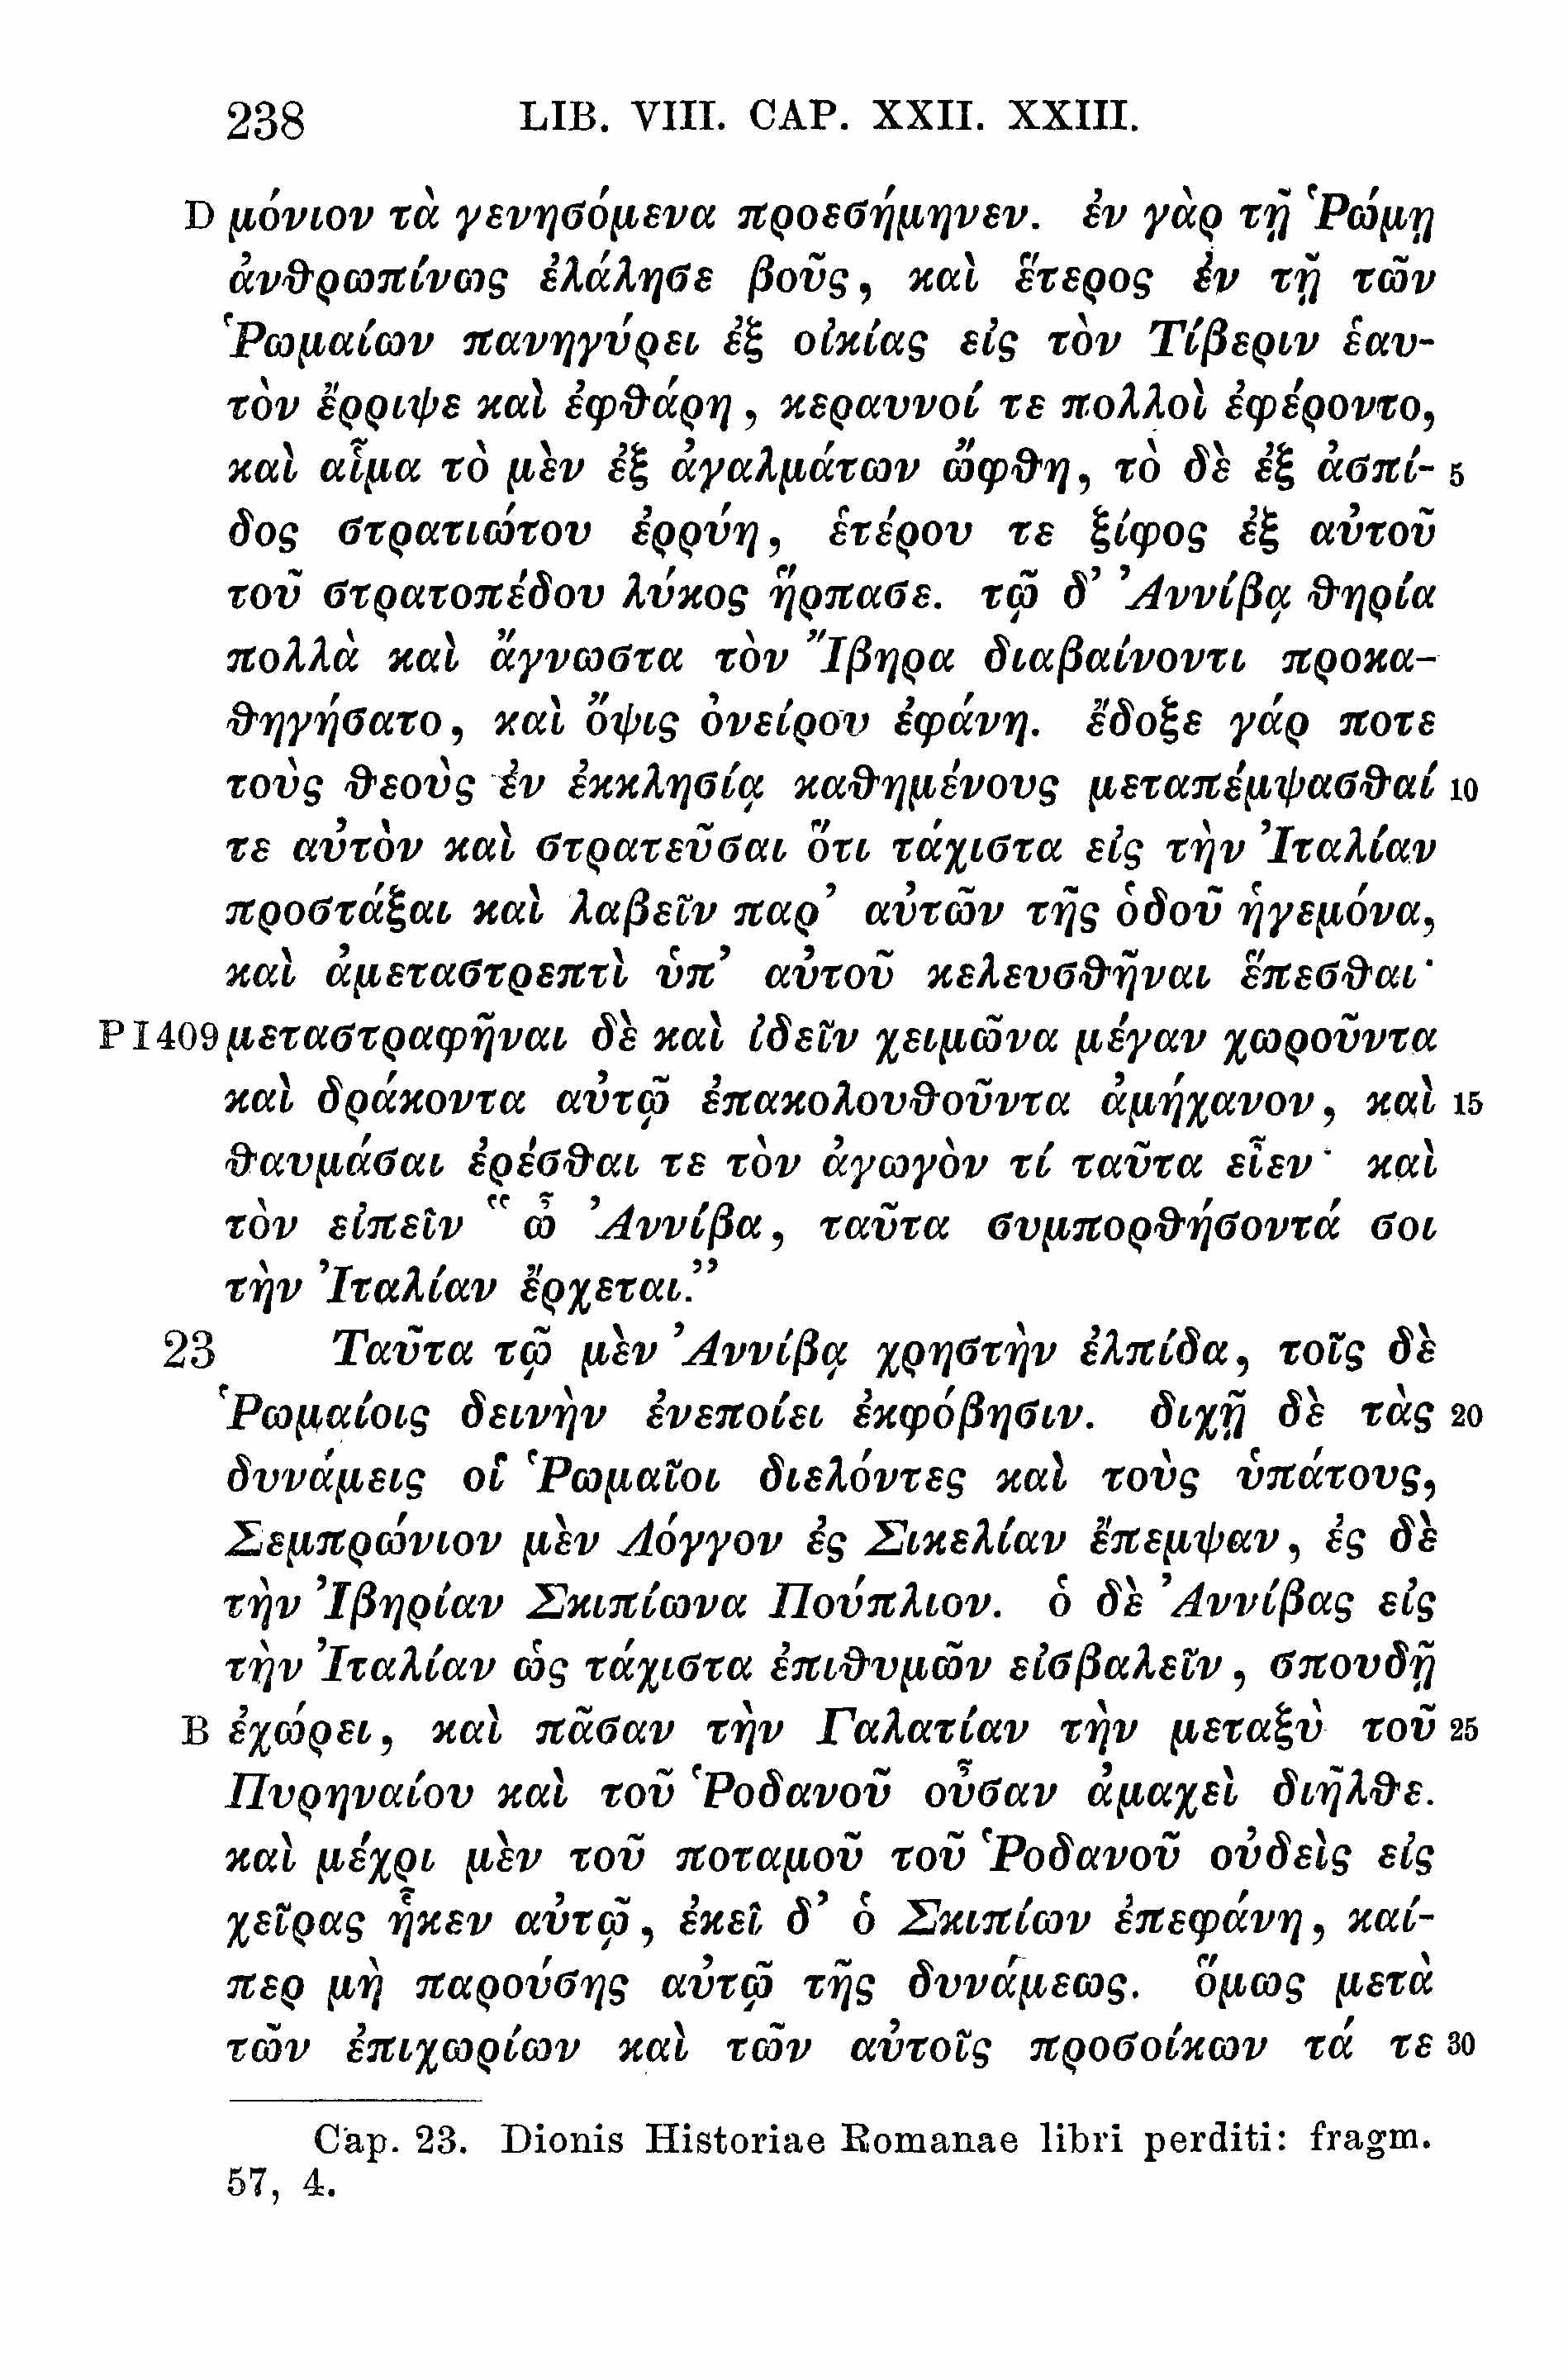 238 LIB. VIII. CAP. XXII. XXIII.
D μόνιον τὰ γενησόμενα προεσήμηνεν. ἐν γὰρ τῇ Ῥώμῃ
ἀνθρωπίνως ἐλάλησε βοῦς, καὶ ἕτερος ἐν τῇ τῶν
Ῥωμαίων πανηγύρει ἐξ οἰκίας εἰς τὸν Τίβεριν ἑαυ-
τὸν ἔρριψε καὶ ἐφθάρη, κεραυνοί τε πολλοὶ ἐφέροντο,
καὶ αἷμα τὸ μὲν ἐξ ἀγαλμάτων ὤφθη, τὸ δὲ ἐξ ἀσπί- 5
δος στρατιώτου ἐρρύη, ἑτέρου τε ξίφος ἐξ αὐτοῦ
τοῦ στρατοπέδου λύκος ἥρπασε. τῷ δ’ Ἀννίβᾳ θηρία
πολλὰ καὶ ἄγνωστα τὸν Ἴβηρα διαβαίνοντι προκα-
θηγήσατο, καὶ ὄψις ὀνείρου ἐφάνη. ἔδοξε γάρ ποτε
τοὺς θεοὺς ἐν ἐκκλησίᾳ καθημένους μεταπέμψασθαί 10
τε αὐτὸν καὶ στρατεῦσαι ὅτι τάχιστα εἰς τὴν Ἰταλίαν
προστάξαι καὶ λαβεῖν παρ’ αὐτῶν τῆς ὁδοῦ ἡγεμόνα,
καὶ ἀμεταστρεπτὶ ὑπ’ αὐτοῦ κελευσθῆναι ἕπεσθαι·
P I 409 μεταστραφῆναι δὲ καὶ ἰδεῖν χειμῶνα μέγαν χωροῦντα
καὶ δράκοντα αὐτῷ ἐπακολουθοῦντα ἀμήχανον, καὶ 15
θαυμάσαι ἐρέσθαι τε τὸν ἀγωγὸν τί ταῦτα εἶεν· καὶ
τὸν εἰπεῖν “ὦ Ἀννίβα, ταῦτα συμπορθήσοντά σοι
τὴν Ἰταλίαν ἔρχεται.”
23 Ταῦτα τῷ μὲν Ἀννίβᾳ χρηστὴν ἐλπίδα, τοῖς δὲ
Ῥωμαίοις δεινὴν ἐνεποίει ἐκφόβησιν. διχῇ δὲ τὰς 20
δυνάμεις οἱ Ῥωμαῖοι διελόντες καὶ τοὺς ὑπάτους,
Σεμπρώνιον μὲν Λόγγον ἐς Σικελίαν ἔπεμψαν, ἐς δὲ
τὴν Ἰβηρίαν Σκιπίωνα Πούπλιον. ὁ δὲ Ἀννίβας εἰς
τὴν Ἰταλίαν ὡς τάχιστα ἐπιθυμῶν εἰσβαλεῖν, σπουδῇ
B ἐχώρει, καὶ πᾶσαν τὴν Γαλατίαν τὴν μεταξὺ τοῦ 25
Πυρηναίου καὶ τοῦ Ῥοδανοῦ οὖσαν ἀμαχεὶ διῆλθε.
καὶ μέχρι μὲν τοῦ ποταμοῦ τοῦ Ῥοδανοῦ οὐδεὶς εἰς
χεῖρας ἧκεν αὐτῷ, ἐκεῖ δ’ ὁ Σκιπίων ἐπεφάνη, καί-
περ μὴ παρούσης αὐτῷ τῆς δυνάμεως. ὅμως μετὰ
τῶν ἐπιχωρίων καὶ τῶν αὐτοῖς προσοίκων τά τε 30
Cap. 23. Dionis Historiae Romanae libri perditi: fragm.
57, 4.